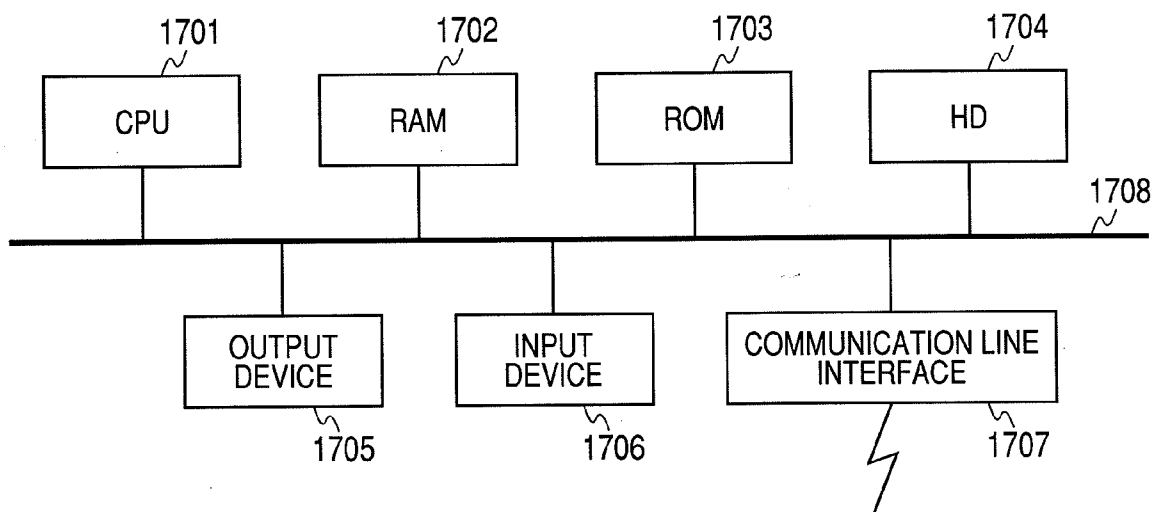 1701
1702
1703
1704
CPU
RAM
ROM
HD
1708
OUTPUT
DEVICE
INPUT
DEVICE
COMMUNICATION LINE
INTERFACE
1705
1706
1707